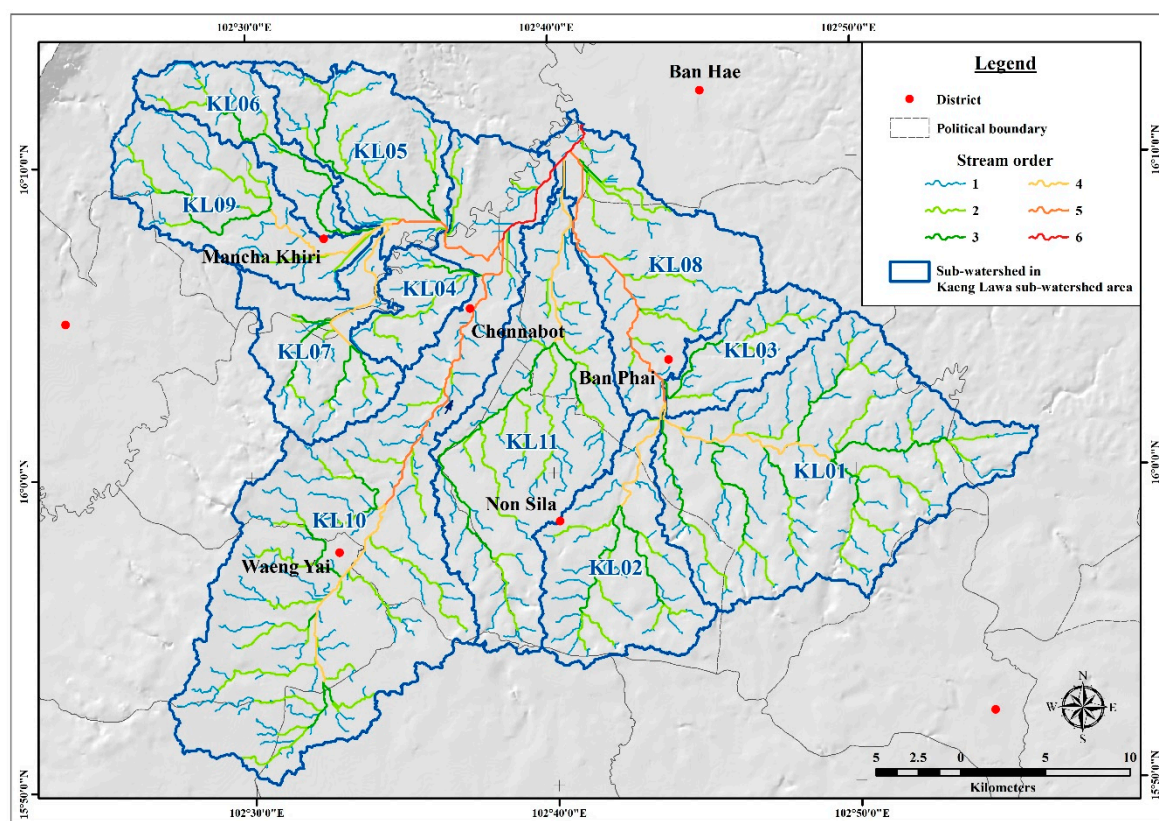 102°30'0"E
102°40'0"E
102°50'0"E
16°10'0"N
16°0'0"N
15°50'0"N
16°10'0"N
16°0'0"N
15°50'0"N
Ban Hae
KL06
KL05
KL09
Mancha Khiri
KL04
KL08
Chonnabot
KL03
KL07
Ban Phai
KL11
KL01
Non Sila
KL10
Waeng Yai
KL02
Legend
District
Political boundary
Stream order
1 4
2 5
3 6
Sub-watershed in
Kaeng Lawa sub-watershed area
N
W E
S
5 2.5 0 5 10
Kilometers
102°30'0"E
102°40'0"E
102°50'0"E